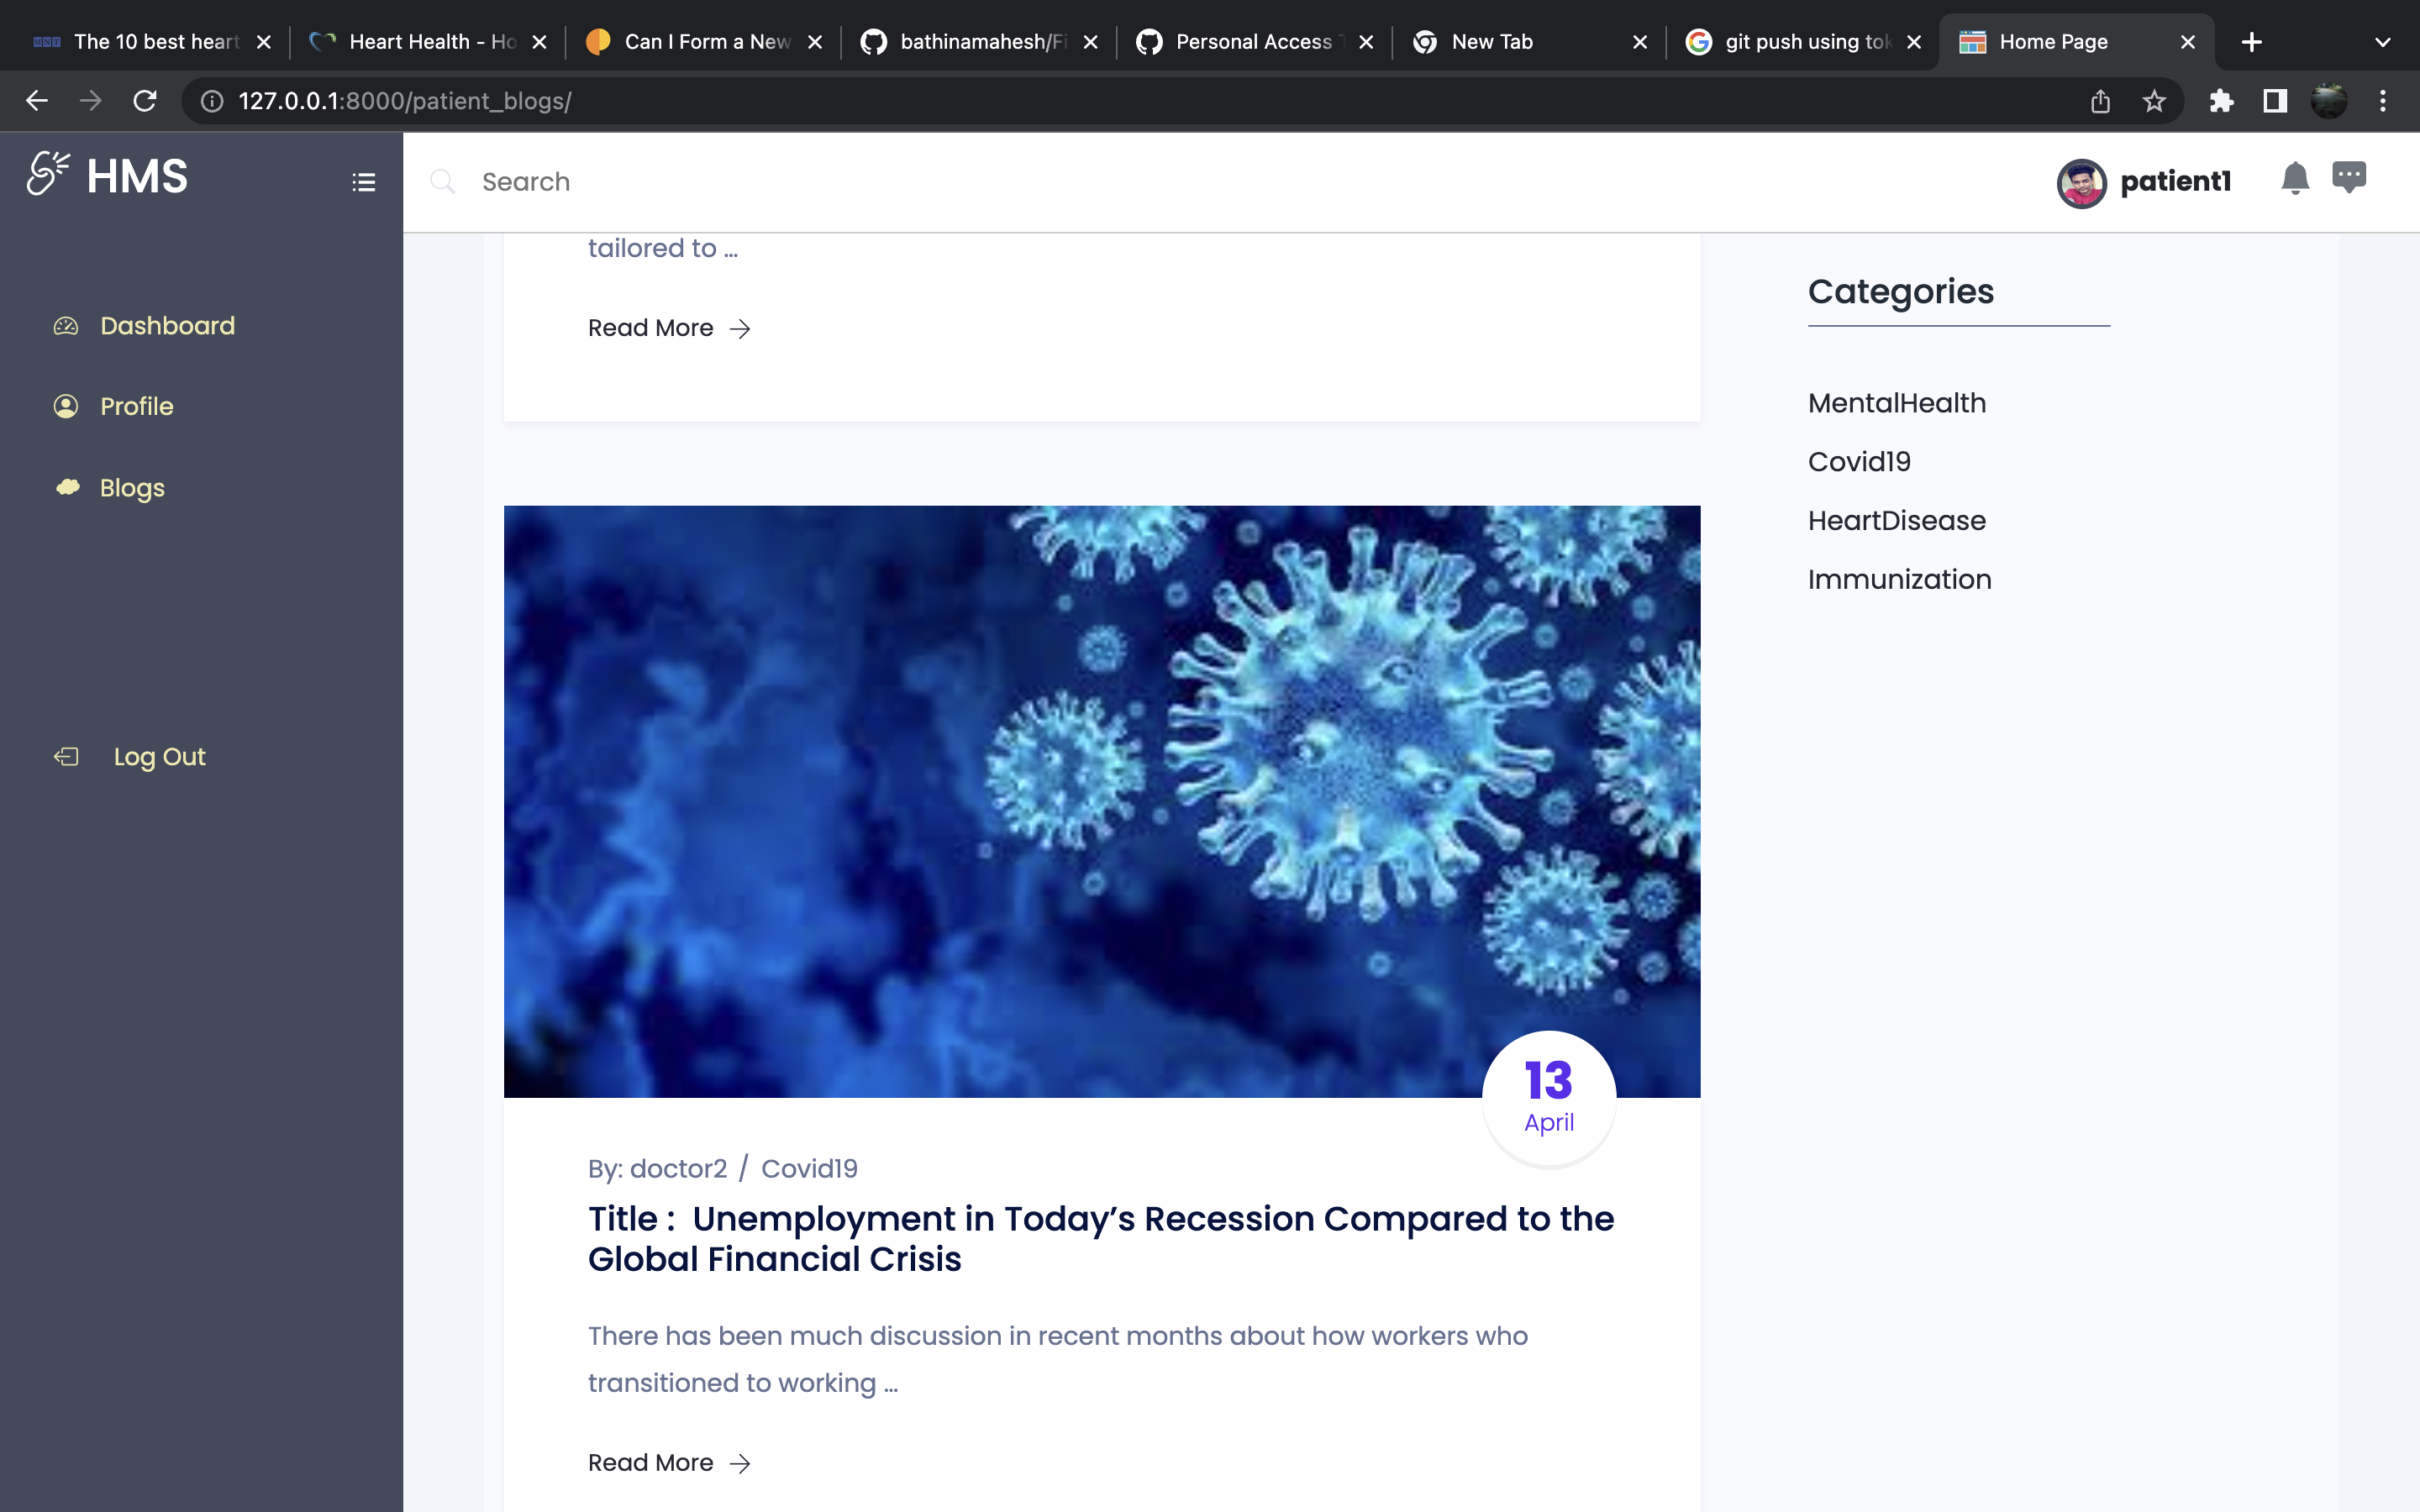 The 10 best heart
Heart Health - Ho
Can I Form a New
bathinamahesh/Fi
Personal Access T
New Tab
git push using tok
Home Page
127.0.0.1:8000/patient_blogs/
HMS
Search
patient1
Dashboard
Profile
Blogs
Log Out
tailored to ...
Read More
13
April
By: doctor2 / Covid19
Title : Unemployment in Today’s Recession Compared to the
Global Financial Crisis
There has been much discussion in recent months about how workers who
transitioned to working ...
Read More
Categories
MentalHealth
Covid19
HeartDisease
Immunization